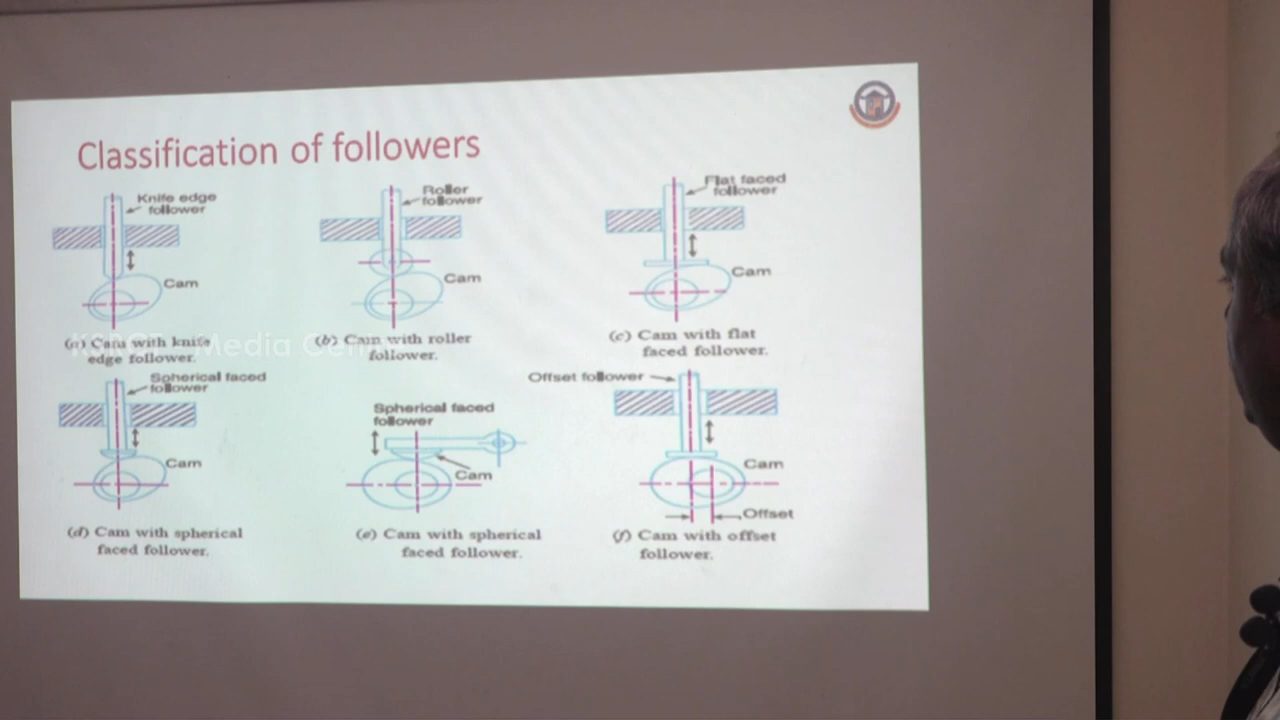 Classification of followers
Knife edge
follower
Cam
(a) Cam with knife
edge follower.
Roller
follower
Cam
(b) Cam with roller
follower.
Flat faced
follower
Cam
(c) Cam with flat
faced follower.
Spherical faced
follower
Cam
(d) Cam with spherical
faced follower.
Spherical faced
follower
Cam
(e) Cam with spherical
faced follower.
Offset follower
Cam
Offset
(f) Cam with offset
follower.
Media